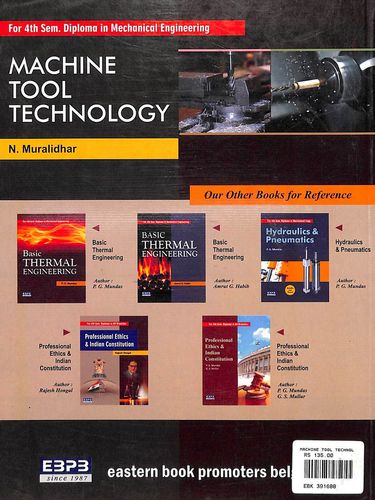 For 4th Sem. Diploma in Mechanical Engineering
MACHINE
TOOL
TECHNOLOGY
N. Muralidhar
Our Other Books for Reference
Basic
THERMAL
ENGINEERING
Basic
Thermal
Engineering
Author :
P. G. Mundas
BASIC
THERMAL
ENGINEERING
Basic
Thermal
Engineering
Author :
Amrut G. Habib
Hydraulics &
Pneumatics
Hydraulics
& Pneumatics
Author :
P. G. Mundas
Professional
Ethics &
Indian
Constitution
Author :
Rajesh Hongal
Professional Ethics
& Indian Constitution
Professional
Ethics & Indian
Constitution
Professional
Ethics &
Indian
Constitution
Author :
P. G. Mundas
G. S. Mallur
EBPB
since 1987
eastern book promoters bel
MACHINE TOOL TECHNOL
RS 135.00
EBK 391688